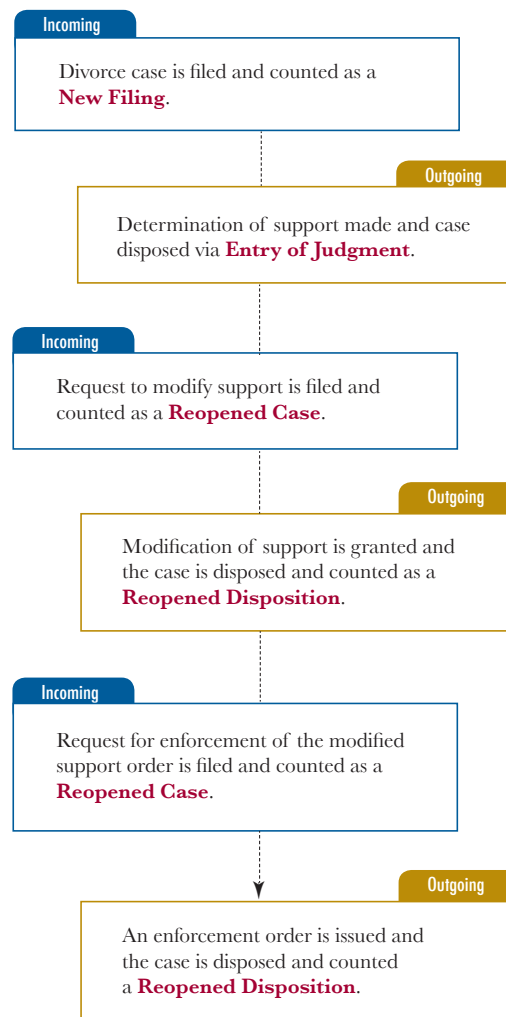 Incoming
Divorce case is filed and counted as a
New Filing.
Outgoing
Determination of support made and case
disposed via Entry of Judgment.
Incoming
Request to modify support is filed and
counted as a Reopened Case.
Outgoing
Modification of support is granted and
the case is disposed and counted as a
Reopened Disposition.
Incoming
Request for enforcement of the modified
support order is filed and counted as a
Reopened Case.
Outgoing
An enforcement order is issued and
the case is disposed and counted
a Reopened Disposition.